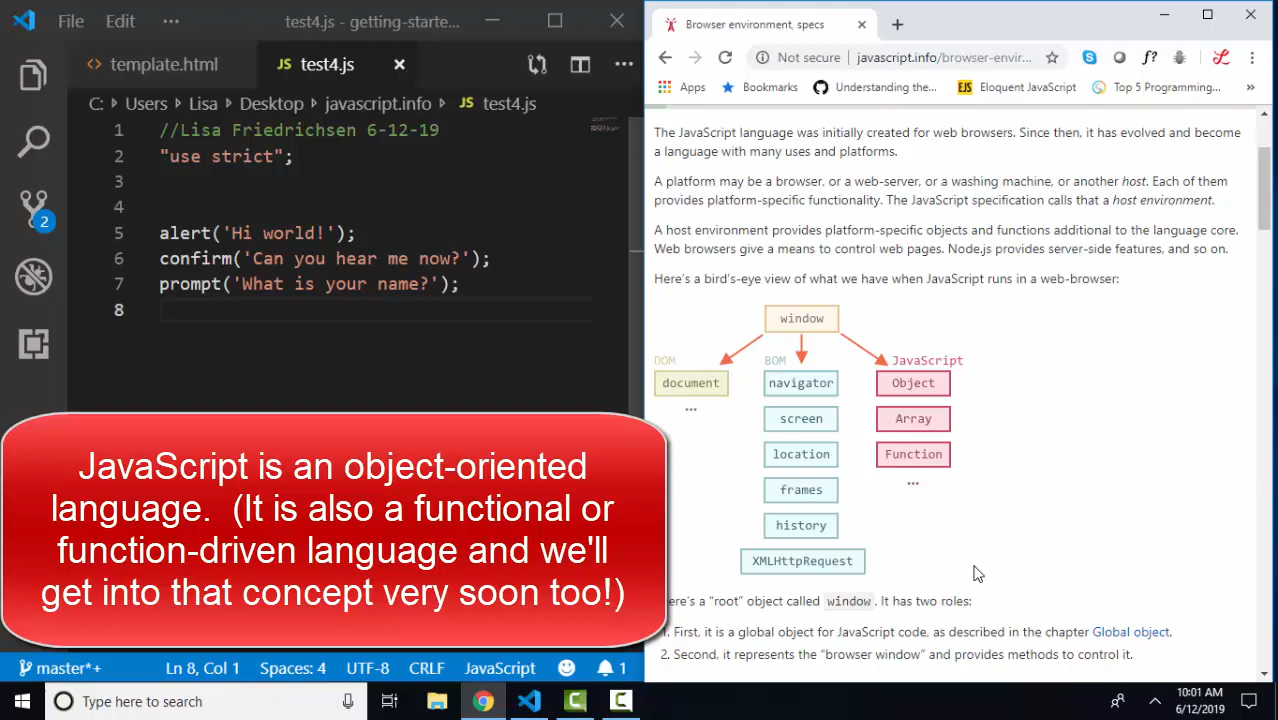 File Edit ··· test4.js - getting-starte...
template.html JS test4.js
C: Users Lisa Desktop javascript.info JS test4.js
1 //Lisa Friedrichsen 6-12-19
2 "use strict";
3
4
5 alert('Hi world!');
6 confirm('Can you hear me now?');
7 prompt('What is your name?');
8
2
JavaScript is an object-oriented
language. (It is also a functional or
function-driven language and we'll
get into that concept very soon too!)
master*+ Ln 8, Col 1 Spaces: 4 UTF-8 CRLF JavaScript 1
Browser environment, specs
Not secure javascript.info/browser-envir... f?
Apps Bookmarks Understanding the... EJS Eloquent JavaScript Top 5 Programming...
The JavaScript language was initially created for web browsers. Since then, it has evolved and become
a language with many uses and platforms.
A platform may be a browser, or a web-server, or a washing machine, or another host. Each of them
provides platform-specific functionality. The JavaScript specification calls that a host environment.
A host environment provides platform-specific objects and functions additional to the language core.
Web browsers give a means to control web pages. Node.js provides server-side features, and so on.
Here's a bird's-eye view of what we have when JavaScript runs in a web-browser:
window
DOM BOM JavaScript
document navigator Object
... screen Array
location Function
frames ...
history
XMLHttpRequest
ere's a "root" object called window. It has two roles:
1. First, it is a global object for JavaScript code, as described in the chapter Global object.
2. Second, it represents the "browser window" and provides methods to control it.
Type here to search
10:01 AM
6/12/2019